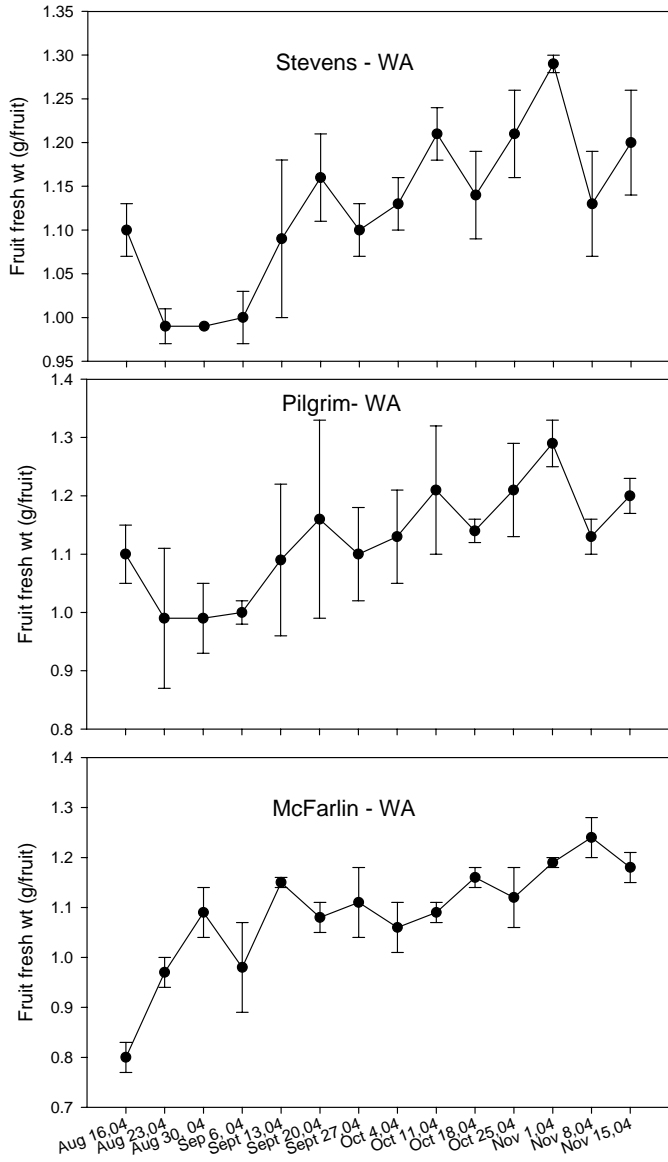 Stevens - WA
Fruit fresh wt (g/fruit)
1.35
1.30
1.25
1.20
1.15
1.10
1.05
1.00
0.95
Pilgrim- WA
Fruit fresh wt (g/fruit)
1.4
1.3
1.2
1.1
1.0
0.9
0.8
McFarlin - WA
Fruit fresh wt (g/fruit)
1.4
1.3
1.2
1.1
1.0
0.9
0.8
0.7
Aug 16,04
Aug 23,04
Aug 30, 04
Sep 6, 04
Sept 13,04
Sept 20,04
Sept 27,04
Oct 4,04
Oct 11,04
Oct 18,04
Oct 25,04
Nov 1,04
Nov 8,04
Nov 15,04